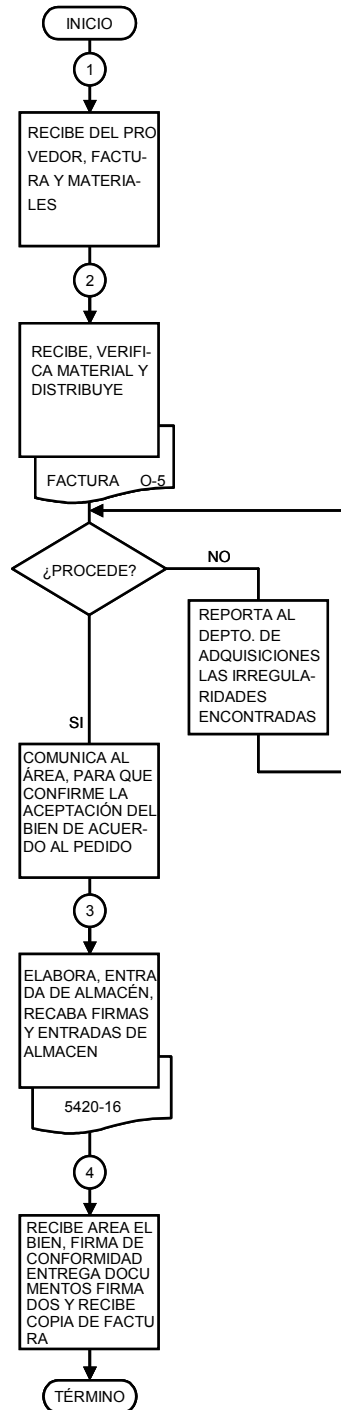 INICIO
1
RECIBE DEL PRO
VEDOR, FACTU-
RA Y MATERIA-
LES
2
RECIBE, VERIFI-
CA MATERIAL Y
DISTRIBUYE
FACTURA O-5
¿PROCEDE?
NO
REPORTA AL
DEPTO. DE
ADQUISICIONES
LAS IRREGULA-
RIDADES
ENCONTRADAS
SI
COMUNICA AL
ÁREA, PARA QUE
CONFIRME LA
ACEPTACIÓN DEL
BIEN DE ACUER-
DO AL PEDIDO
3
ELABORA, ENTRA
DA DE ALMACÉN,
RECABA FIRMAS
Y ENTRADAS DE
ALMACEN
5420-16
4
RECIBE AREA EL
BIEN, FIRMA DE
CONFORMIDAD
ENTREGA DOCU
MENTOS FIRMA
DOS Y RECIBE
COPIA DE FACTU
RA
TÉRMINO